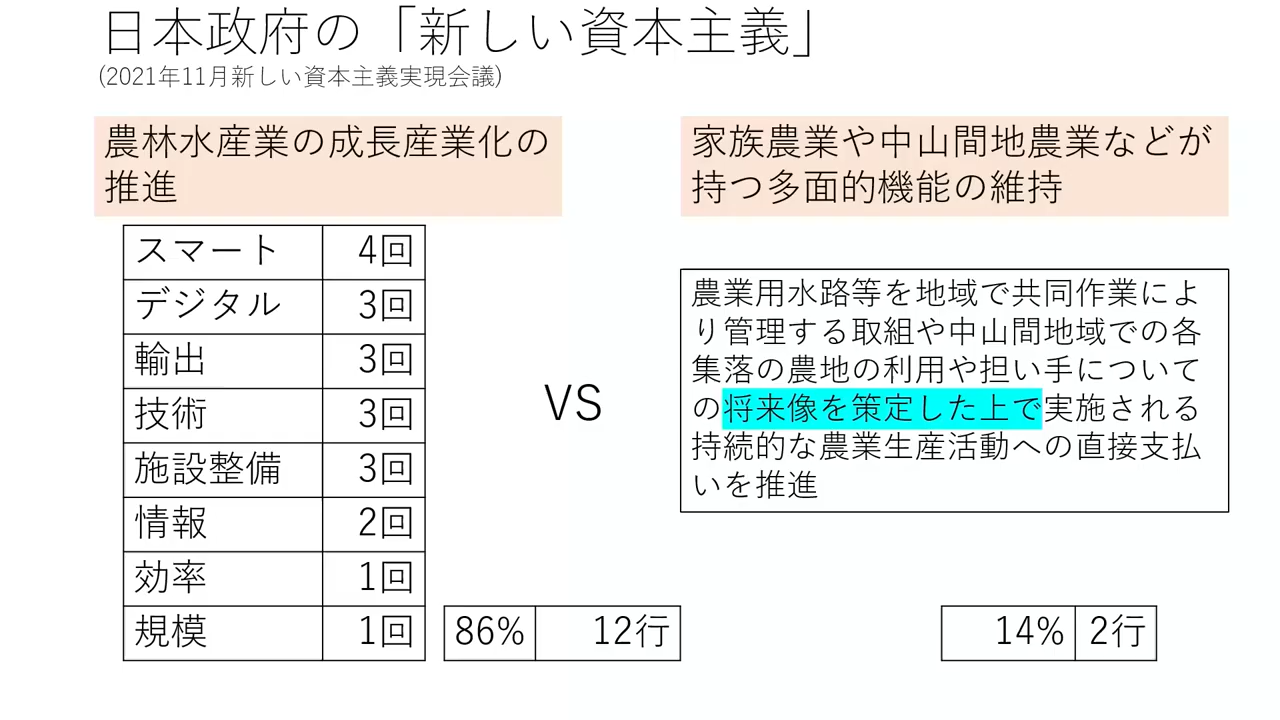 日本政府の「新しい資本主義」
(2021年11月新しい資本主義実現会議)
農林水産業の成長産業化の
推進
スマート 4回
デジタル 3回
輸出 3回
技術 3回
施設整備 3回
情報 2回
効率 1回
規模 1回
86% 12行
VS
家族農業や中山間地農業などが
持つ多面的機能の維持
農業用水路等を地域で共同作業によ
り管理する取組や中山間地域での各
集落の農地の利用や担い手について
の将来像を策定した上で実施される
持続的な農業生産活動への直接支払
いを推進
14% 2行